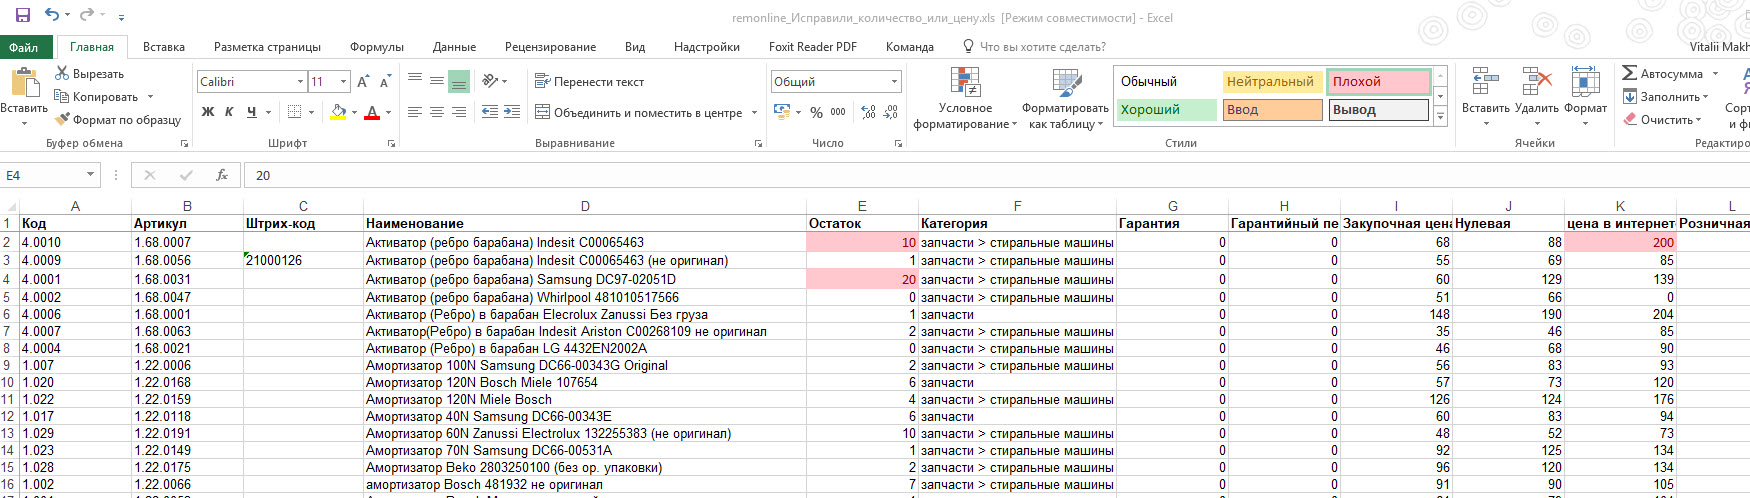 remonline_Исправили_количество_или_цену.xls [Режим совместимости] - Excel
Файл Главная Вставка Разметка страницы Формулы Данные Рецензирование Вид Надстройки Foxit Reader PDF Команда Что вы хотите сделать? Vitalii
Вставить Вырезать Копировать Формат по образцу
Calibri 11
Ж К Ч
Перенести текст
Объединить и поместить в центре
Общий
% 000
Условное форматирование Форматировать как таблицу
Обычный Нейтральный Плохой
Хороший Ввод Вывод
Вставить Удалить Формат
Автосумма
Заполнить
Очистить
Буфер обмена Шрифт Выравнивание Число Стили Ячейки
E4 fx 20
A B C D E F G H I J K L
1 Код Артикул Штрих-код Наименование Остаток Категория Гарантия Гарантийный пе Закупочная цена Нулевая цена в интернет Розничная
2 4.0010 1.68.0007 Активатор (ребро барабана) Indesit C00065463 10 запчасти > стиральные машины 0 0 68 88 200
3 4.0009 1.68.0056 21000126 Активатор (ребро барабана) Indesit C00065463 (не оригинал) 1 запчасти > стиральные машины 0 0 55 69 85
4 4.0001 1.68.0031 Активатор (ребро барабана) Samsung DC97-02051D 20 запчасти > стиральные машины 0 0 60 129 139
5 4.0002 1.68.0047 Активатор (ребро барабана) Whirlpool 481010517566 0 запчасти > стиральные машины 0 0 51 66 0
6 4.0006 1.68.0001 Активатор (Ребро) в барабан Elecrolux Zanussi Без груза 1 запчасти 0 0 148 190 204
7 4.0007 1.68.0063 Активатор(Ребро) в барабан Indesit Ariston C00268109 не оригинал 2 запчасти > стиральные машины 0 0 35 46 85
8 4.0004 1.68.0021 Активатор (Ребро) в барабан LG 4432EN2002A 0 запчасти > стиральные машины 0 0 46 68 90
9 1.007 1.22.0006 Амортизатор 100N Samsung DC66-00343G Original 2 запчасти > стиральные машины 0 0 56 83 93
10 1.020 1.22.0168 Амортизатор 120N Bosch Miele 107654 6 запчасти 0 0 57 73 120
11 1.022 1.22.0159 Амортизатор 120N Miele Bosch 4 запчасти > стиральные машины 0 0 126 124 176
12 1.017 1.22.0118 Амортизатор 40N Samsung DC66-00343E 6 запчасти 0 0 60 83 94
13 1.029 1.22.0191 Амортизатор 60N Zanussi Electrolux 132255383 (не оригинал) 10 запчасти > стиральные машины 0 0 48 52 73
14 1.023 1.22.0149 Амортизатор 70N Samsung DC66-00531A 1 запчасти > стиральные машины 0 0 92 125 134
15 1.028 1.22.0175 Амортизатор Beko 2803250100 (без ор. упаковки) 2 запчасти > стиральные машины 0 0 96 120 134
16 1.002 1.22.0066 амортизатор Bosch 481932 не оригинал 7 запчасти > стиральные машины 0 0 91 90 105